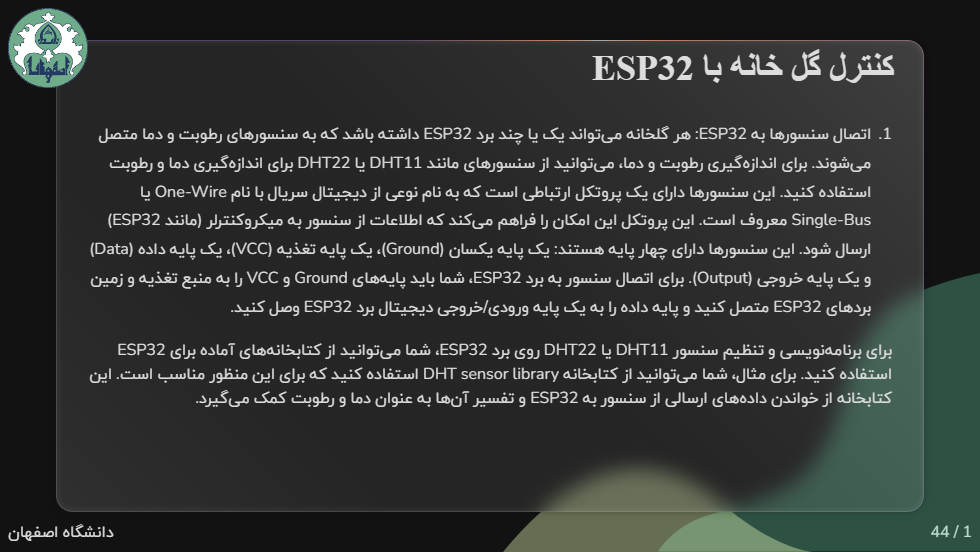 کنترل گل خانه با ESP32
1. اتصال سنسورها به ESP32: هر گلخانه می‌تواند یک یا چند برد ESP32 داشته باشد که به سنسورهای رطوبت و دما متصل
می‌شوند. برای اندازه‌گیری رطوبت و دما، می‌توانید از سنسورهای مانند DHT11 یا DHT22 برای اندازه‌گیری دما و رطوبت
استفاده کنید. این سنسورها دارای یک پروتکل ارتباطی است که به نام نوعی از دیجیتال سریال با نام One-Wire یا
Single-Bus معروف است. این پروتکل این امکان را فراهم می‌کند که اطلاعات از سنسور به میکروکنترلر (مانند ESP32)
ارسال شود. این سنسورها دارای چهار پایه هستند: یک پایه یکسان (Ground)، یک پایه تغذیه (VCC)، یک پایه داده (Data)
و یک پایه خروجی (Output). برای اتصال سنسور به برد ESP32، شما باید پایه‌های Ground و VCC را به منبع تغذیه و زمین
بردهای ESP32 متصل کنید و پایه داده را به یک پایه ورودی/خروجی دیجیتال برد ESP32 وصل کنید.
برای برنامه‌نویسی و تنظیم سنسور DHT11 یا DHT22 روی برد ESP32، شما می‌توانید از کتابخانه‌های آماده برای ESP32
استفاده کنید. برای مثال، شما می‌توانید از کتابخانه DHT sensor library استفاده کنید که برای این منظور مناسب است. این
کتابخانه از خواندن داده‌های ارسالی از سنسور به ESP32 و تفسیر آن‌ها به عنوان دما و رطوبت کمک می‌گیرد.
دانشگاه اصفهان
44 / 1